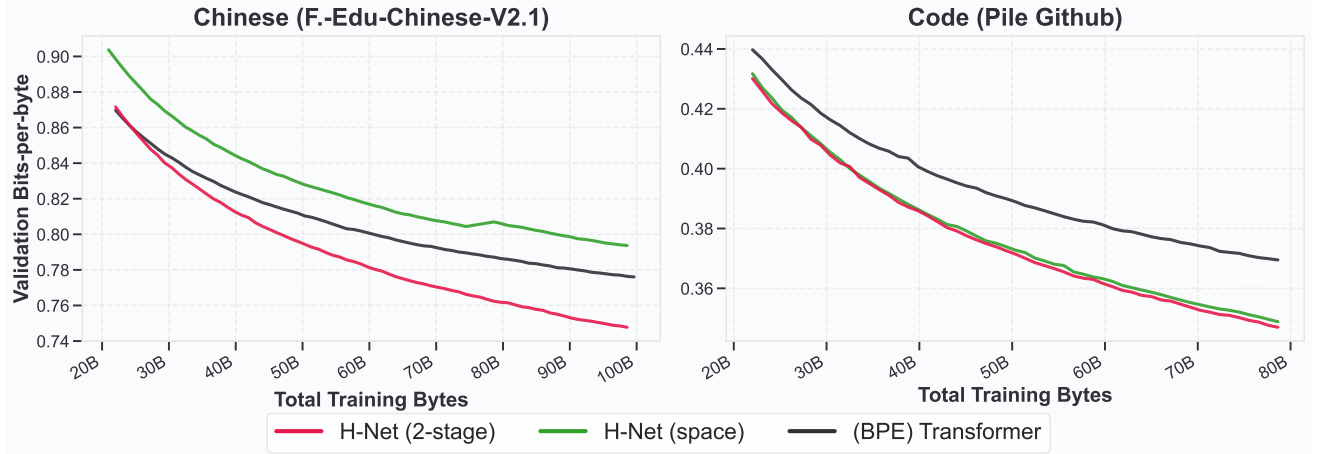 Chinese (F.-Edu-Chinese-V2.1)
Validation Bits-per-byte
0.90
0.88
0.86
0.84
0.82
0.80
0.78
0.76
0.74
20B 30B 40B 50B 60B 70B 80B 90B 100B
Total Training Bytes
Code (Pile Github)
0.44
0.42
0.40
0.38
0.36
20B 30B 40B 50B 60B 70B 80B
Total Training Bytes
H-Net (2-stage) H-Net (space) (BPE) Transformer